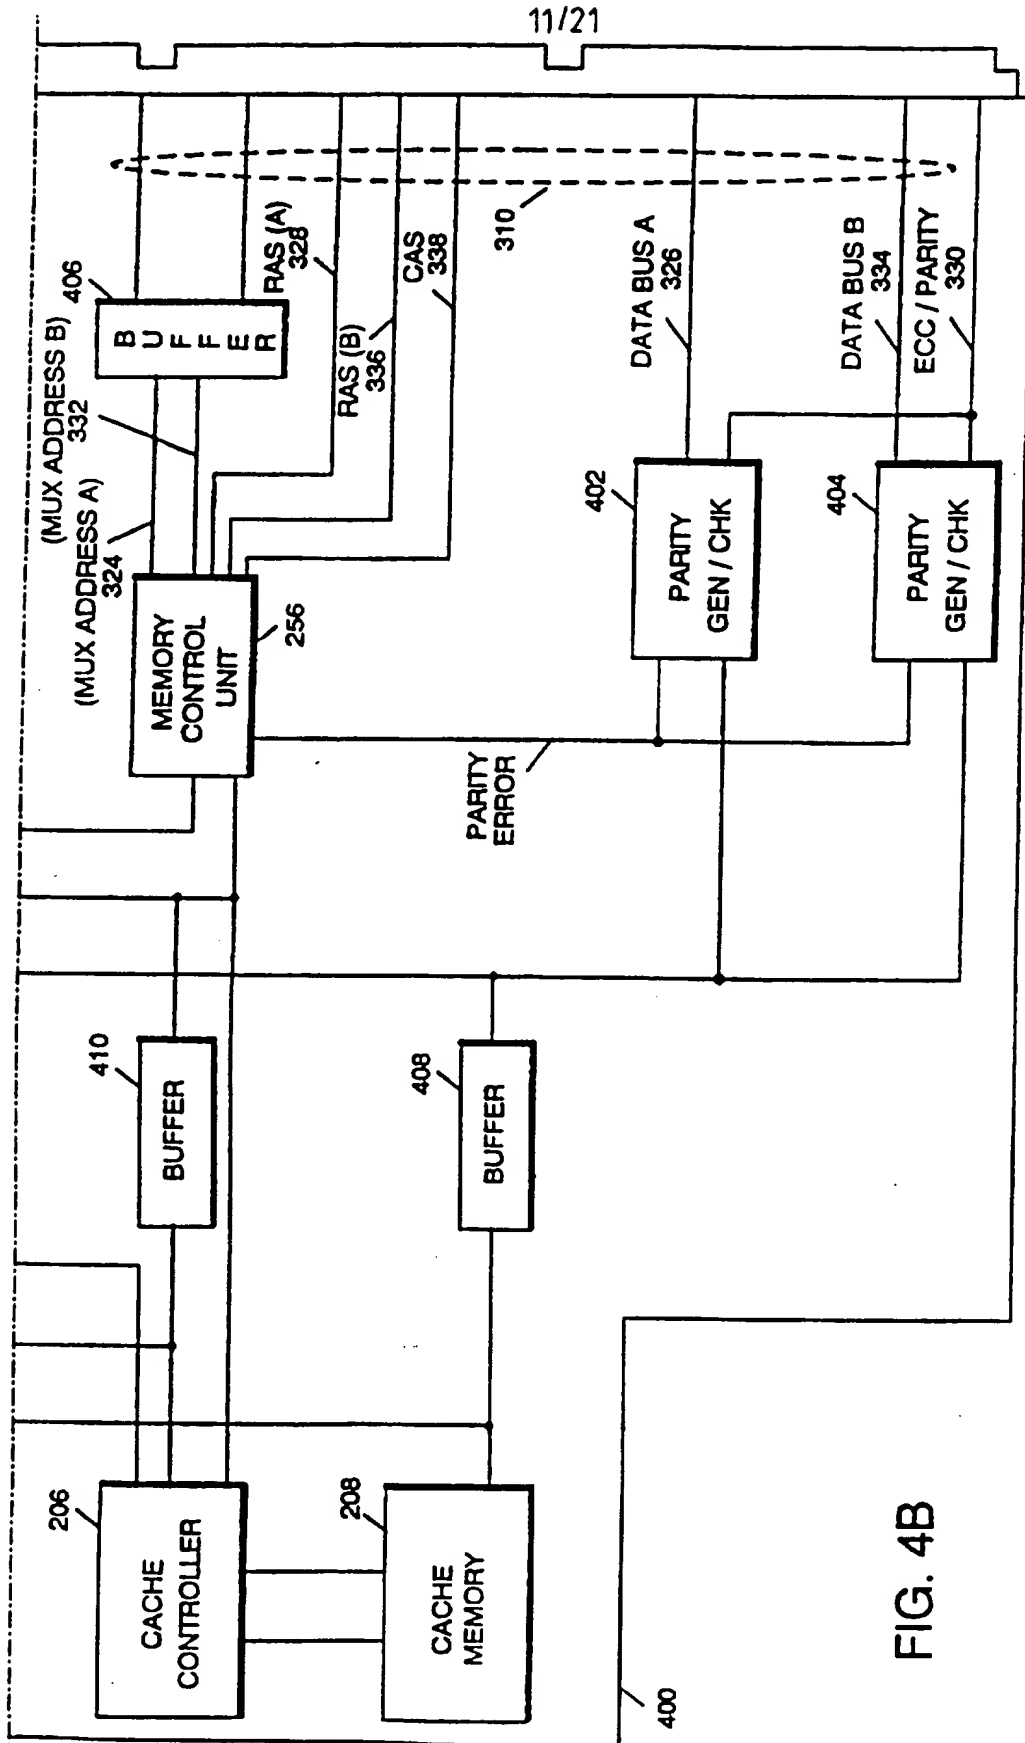 11/21
(MUX ADDRESS B)
332
(MUX ADDRESS A)
324
406
BUFFER
RAS (A)
328
RAS (B)
336
CAS
338
310
DATA BUS A
326
DATA BUS B
334
ECC / PARITY
330
MEMORY
CONTROL
UNIT
256
402
PARITY
GEN / CHK
404
PARITY
GEN / CHK
PARITY
ERROR
410
BUFFER
408
BUFFER
206
CACHE
CONTROLLER
208
CACHE
MEMORY
400
FIG. 4B